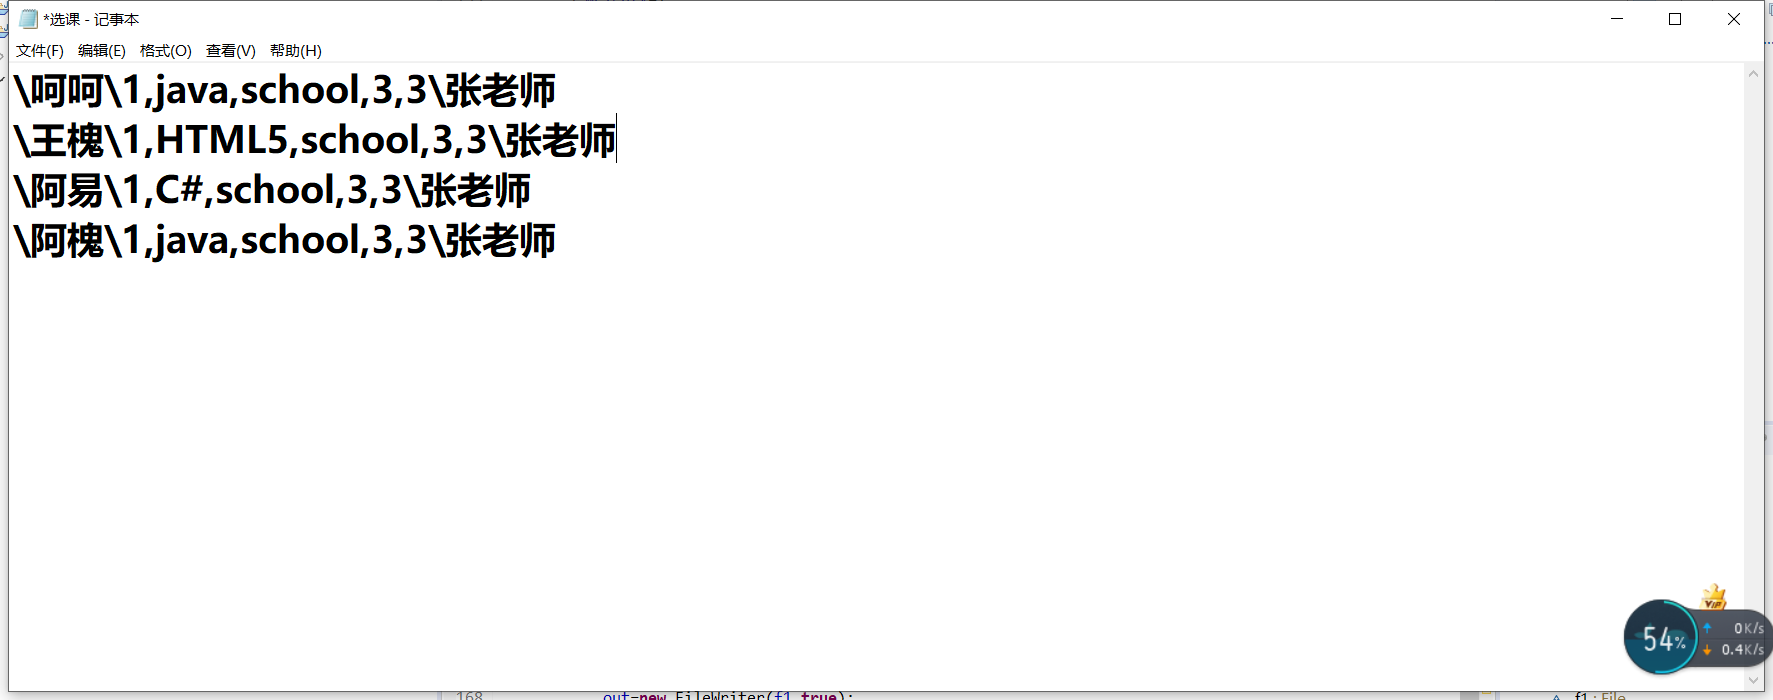 *选课 - 记事本
文件(F) 编辑(E) 格式(O) 查看(V) 帮助(H)
\呵呵\1,java,school,3,3\张老师
\王槐\1,HTML5,school,3,3\张老师
\阿易\1,C#,school,3,3\张老师
\阿槐\1,java,school,3,3\张老师
VIP
54%
0K/s
0.4K/s
168 out=new FileWriter(f1,true); f1 : File